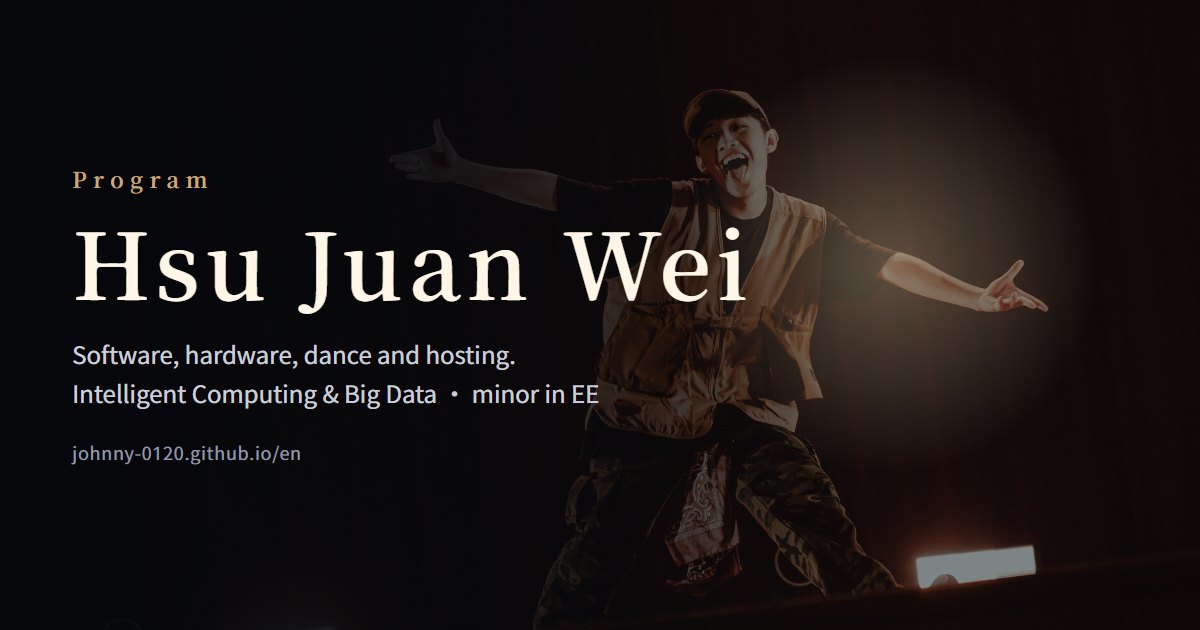 Program
Hsu Juan Wei
Software, hardware, dance and hosting.
Intelligent Computing & Big Data ・ minor in EE
johnny-0120.github.io/en